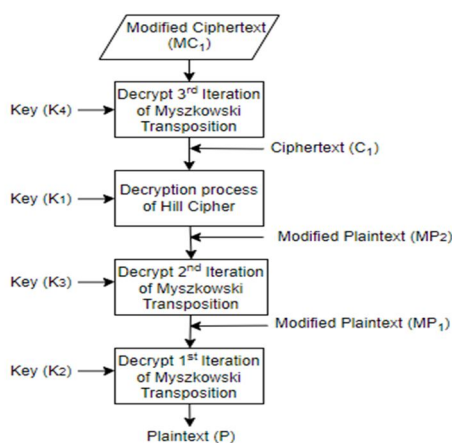 Modified Ciphertext
(MC₁)
Key (K₄)
Decrypt 3ʳᵈ Iteration
of Myszkowski
Transposition
Ciphertext (C₁)
Key (K₁)
Decryption process
of Hill Cipher
Modified Plaintext (MP₂)
Key (K₃)
Decrypt 2ⁿᵈ Iteration
of Myszkowski
Transposition
Modified Plaintext (MP₁)
Key (K₂)
Decrypt 1ˢᵗ Iteration
of Myszkowski
Transposition
Plaintext (P)